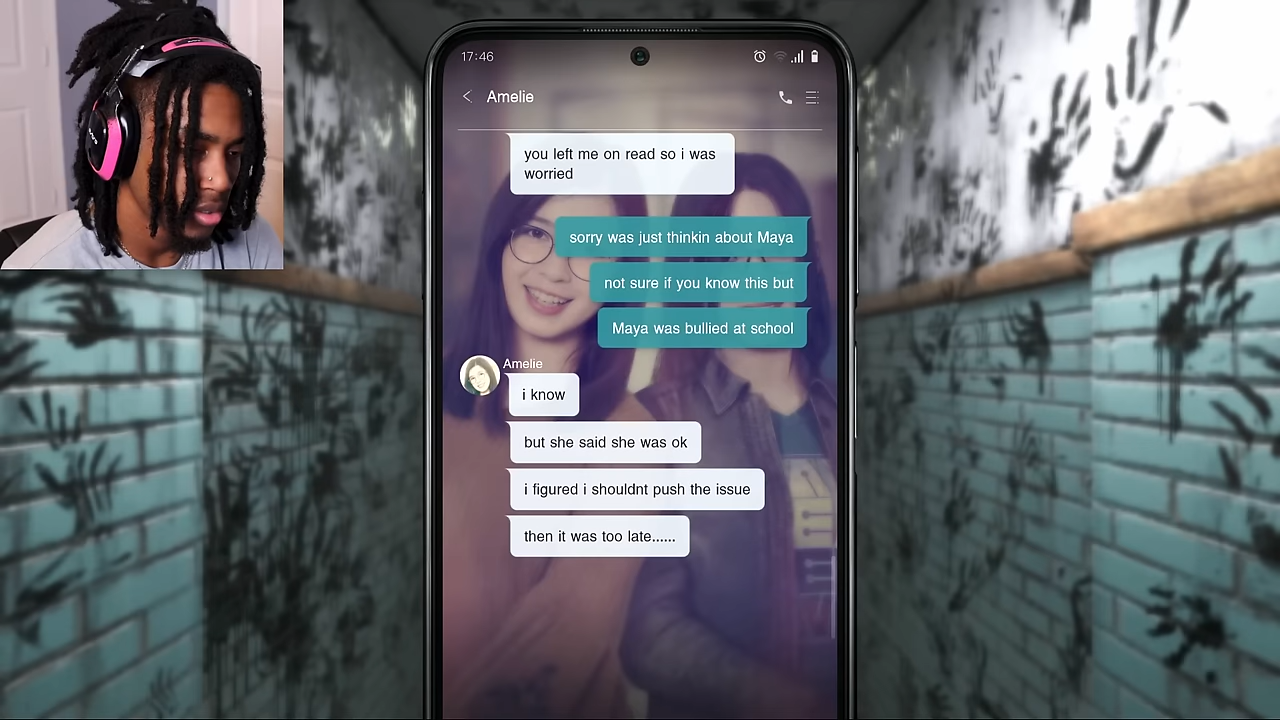 17:46
Amelie
you left me on read so i was
worried
sorry was just thinkin about Maya
not sure if you know this but
Maya was bullied at school
Amelie
i know
but she said she was ok
i figured i shouldnt push the issue
then it was too late......